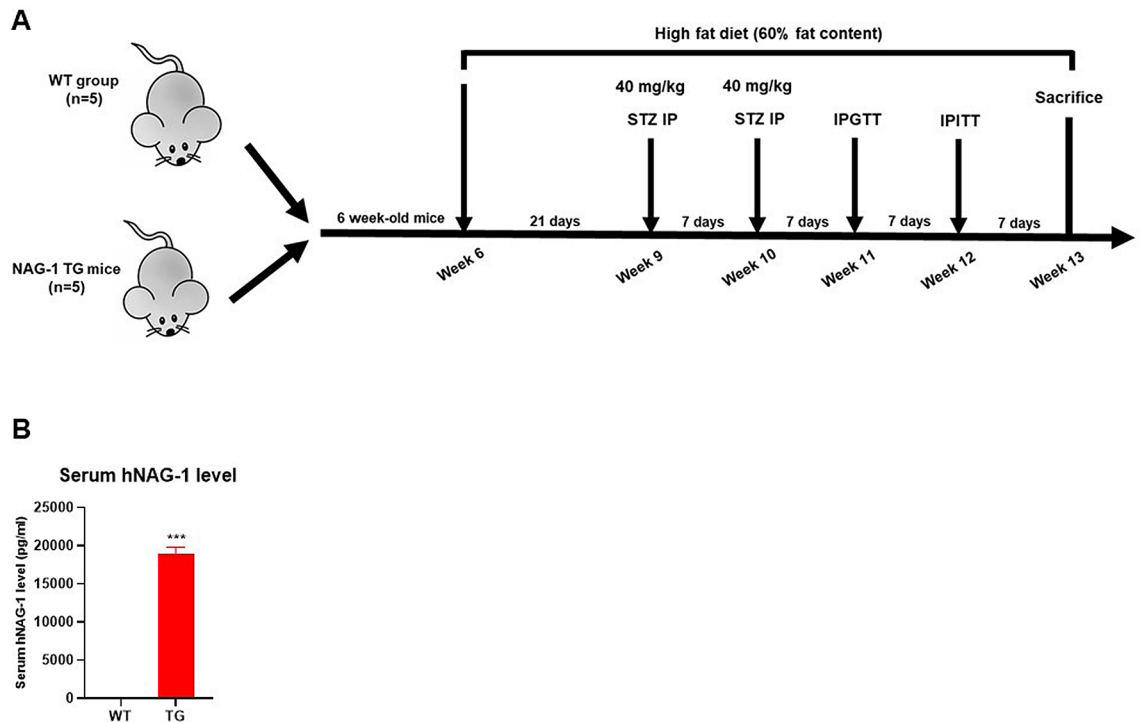 A
High fat diet (60% fat content)
WT group
(n=5)
40 mg/kg
40 mg/kg
Sacrifice
STZ IP
STZ IP
IPGTT
IPITT
6 week-old mice
21 days
7 days
7 days
7 days
7 days
NAG-1 TG mice
(n=5)
Week 6
Week 9
Week 10
Week 11
Week 12
Week 13
B
Serum hNAG-1 level
Serum hNAG-1 level (pg/ml)
25000
20000
15000
10000
5000
0
***
WT
TG